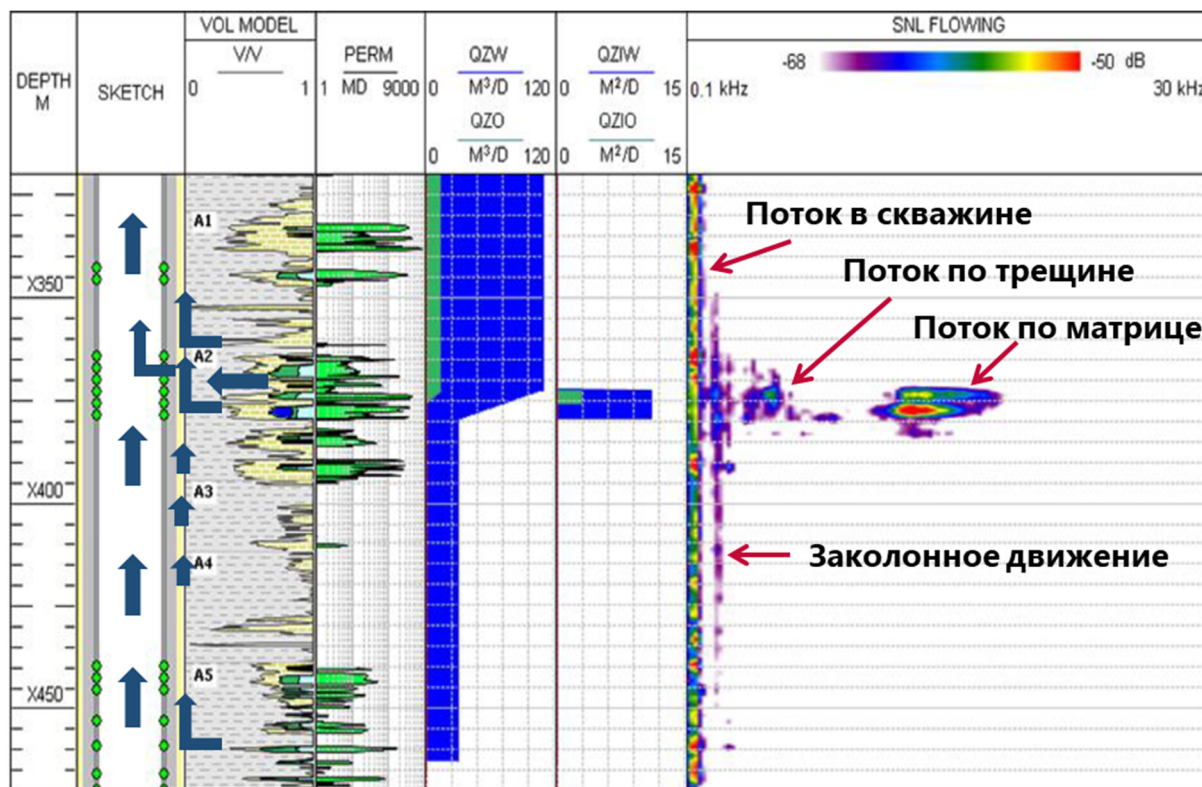 DEPTH
M
SKETCH
VOL MODEL
V/V
0 1
PERM
1 MD 9000
QZW
0 M³/D 120
QZO
0 M³/D 120
QZIW
0 M²/D 15
QZIO
0 M²/D 15
SNL FLOWING
-68 -50 dB
0.1 kHz 30 kHz
A1
X350
A2
X400
A3
A4
A5
X450
Поток в скважине
Поток по трещине
Поток по матрице
Заколонное движение